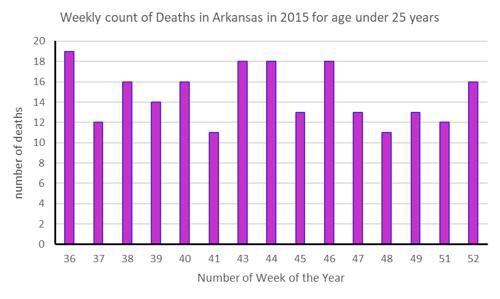 Weekly count of Deaths in Arkansas in 2015 for age under 25 years
number of deaths
20
18
16
14
12
10
8
6
4
2
0
36 37 38 39 40 41 43 44 45 46 47 48 49 51 52
Number of Week of the Year